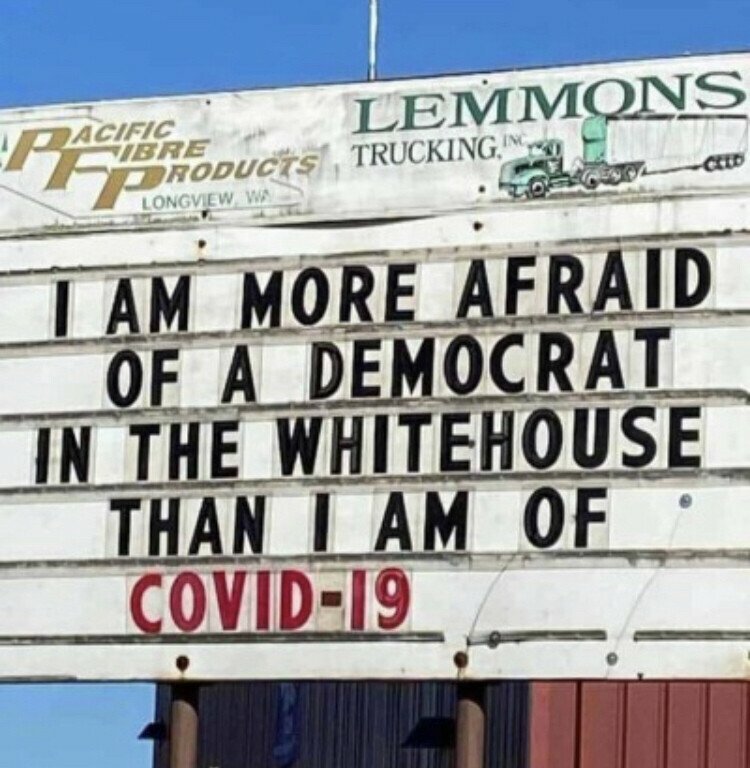 PACIFIC
FIBRE
PRODUCTS
LONGVIEW, WA
LEMMONS
TRUCKING, INC
I AM MORE AFRAID
OF A DEMOCRAT
IN THE WHITEHOUSE
THAN I AM OF
COVID-19